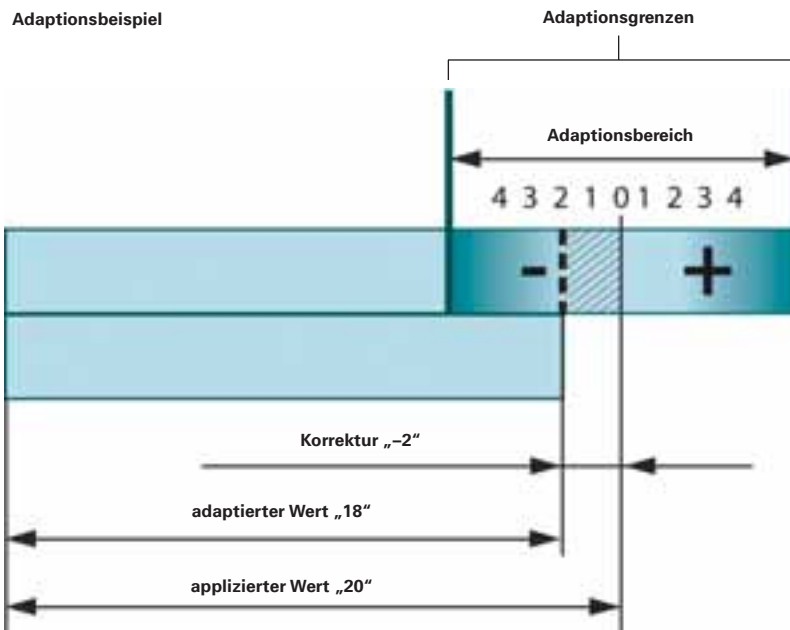 Adaptionsbeispiel
Adaptionsgrenzen
Adaptionsbereich
4 3 2 1 0 1 2 3 4
- +
Korrektur „–2“
adaptierter Wert „18“
applizierter Wert „20“